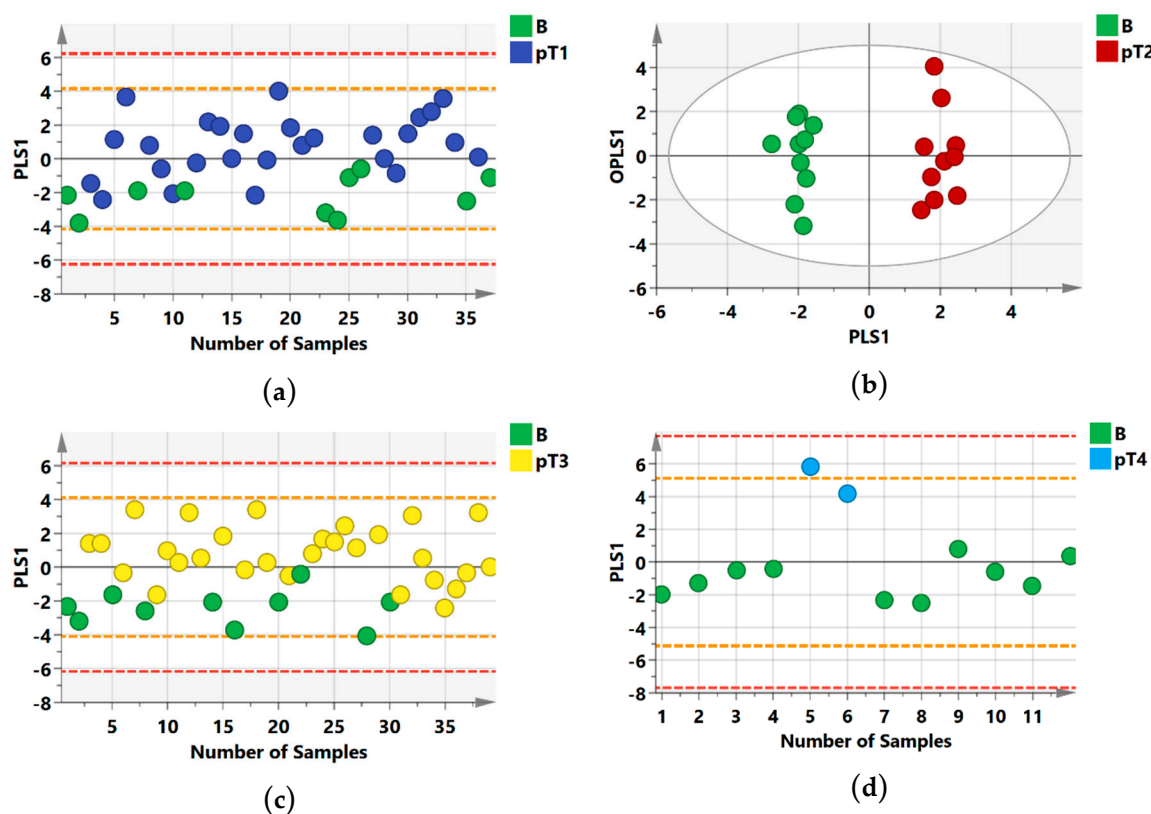 B
pT1
6
4
2
0
-2
-4
-6
-8
PLS1
5 10 15 20 25 30 35
Number of Samples
(a)
B
pT2
4
2
0
-2
-4
-6
OPLS1
-6 -4 -2 0 2 4
PLS1
(b)
B
pT3
6
4
2
0
-2
-4
-6
-8
PLS1
5 10 15 20 25 30 35
Number of Samples
(c)
B
pT4
6
4
2
0
-2
-4
-6
-8
PLS1
1 2 3 4 5 6 7 8 9 10 11
Number of Samples
(d)